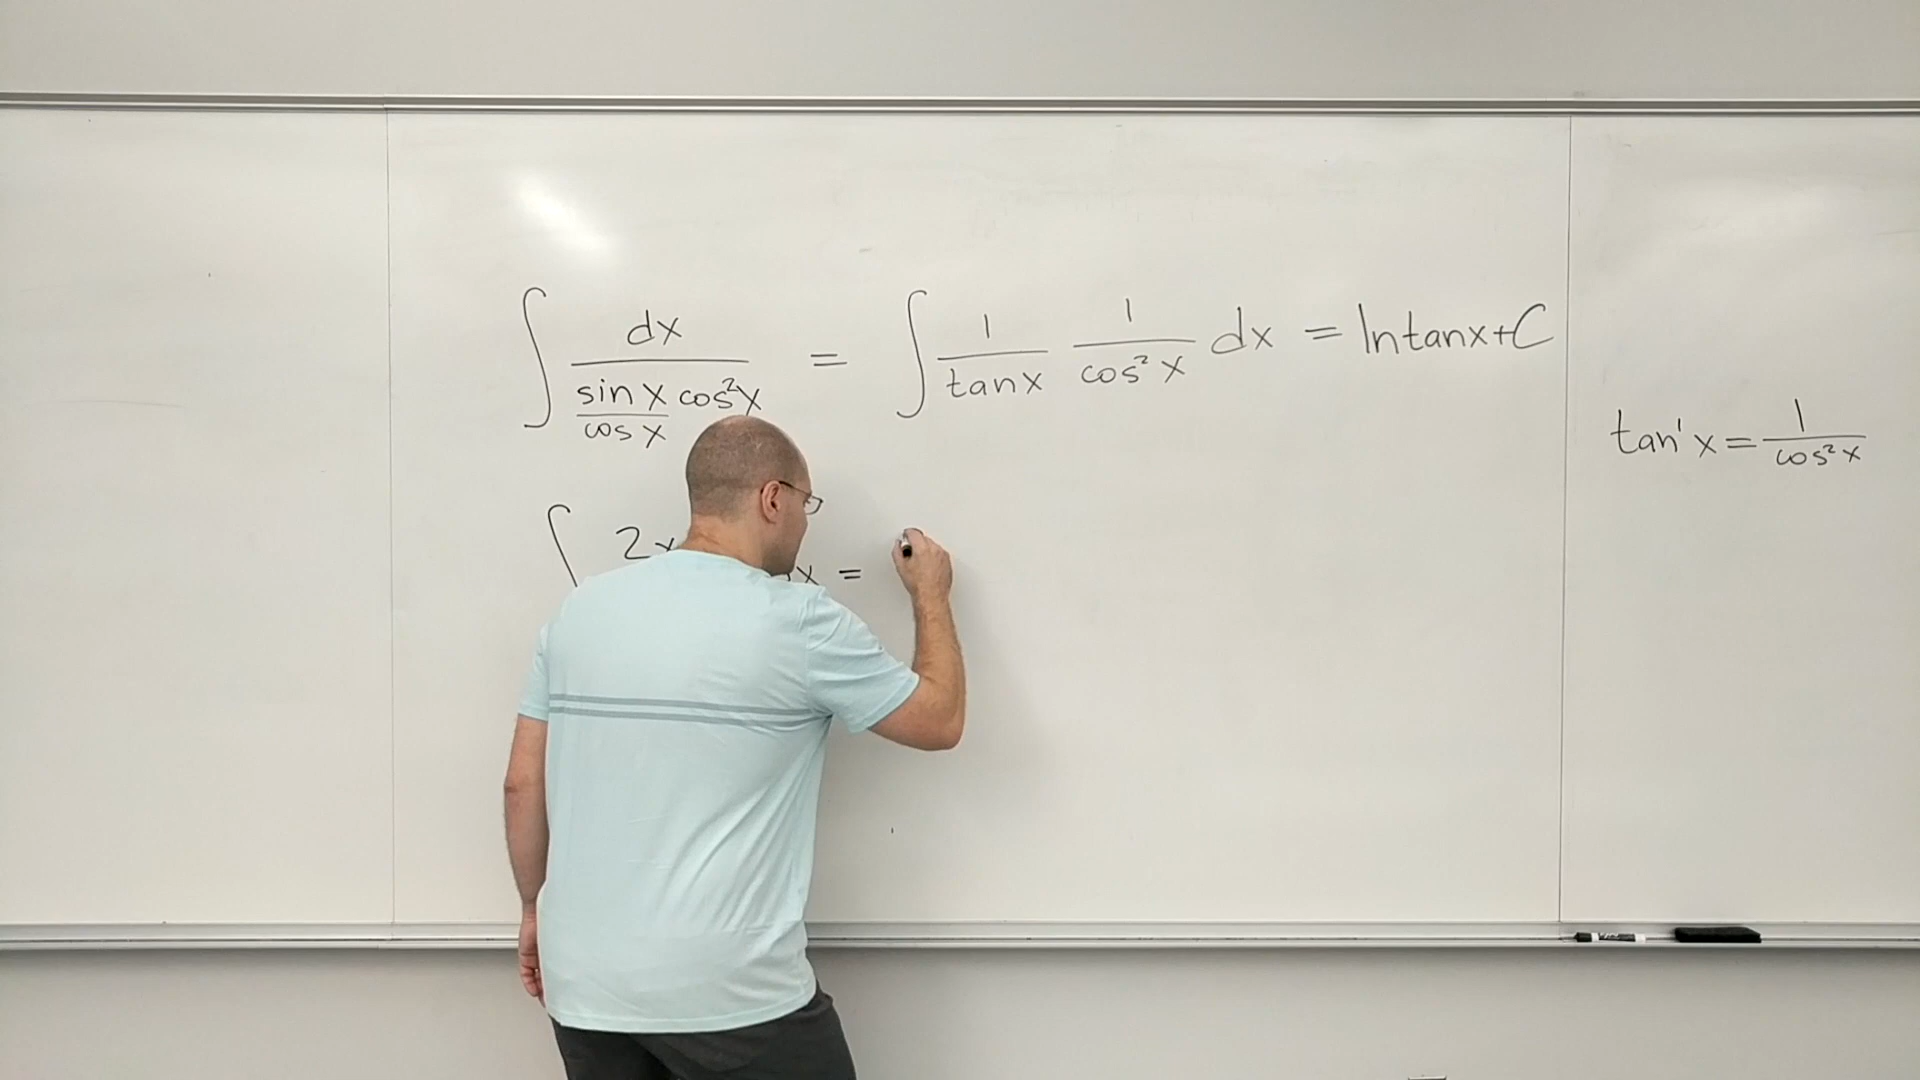 ∫ dx / ((sin x / cos x) cos²x) = ∫ 1/tan x 1/cos²x dx = ln tan x + C
tan' x = 1/cos²x
∫ 2x x =